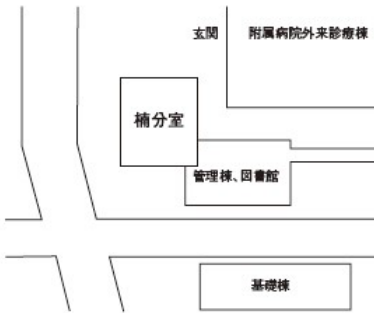 玄関
附属病院外来診療棟
楠分室
管理棟、図書館
基礎棟